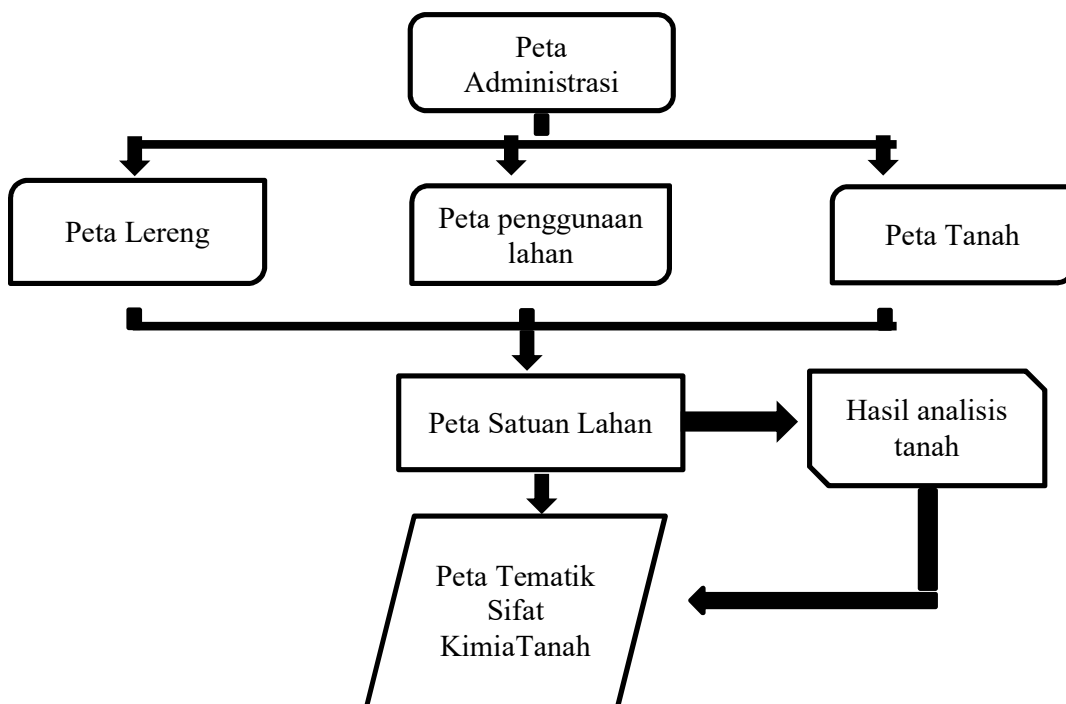 Peta
Administrasi
Peta Lereng
Peta penggunaan
lahan
Peta Tanah
Peta Satuan Lahan
Hasil analisis
tanah
Peta Tematik
Sifat
KimiaTanah